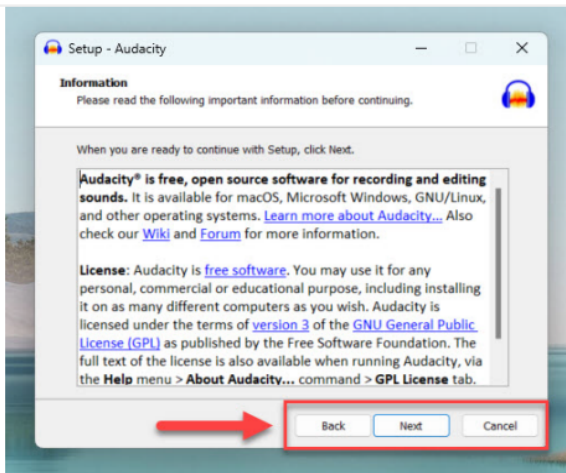 Setup - Audacity
Information
Please read the following important information before continuing.
When you are ready to continue with Setup, click Next.
Audacity® is free, open source software for recording and editing
sounds. It is available for macOS, Microsoft Windows, GNU/Linux,
and other operating systems. Learn more about Audacity... Also
check our Wiki and Forum for more information.
License: Audacity is free software. You may use it for any
personal, commercial or educational purpose, including installing
it on as many different computers as you wish. Audacity is
licensed under the terms of version 3 of the GNU General Public
License (GPL) as published by the Free Software Foundation. The
full text of the license is also available when running Audacity, via
the Help menu > About Audacity... command > GPL License tab.
Back Next Cancel